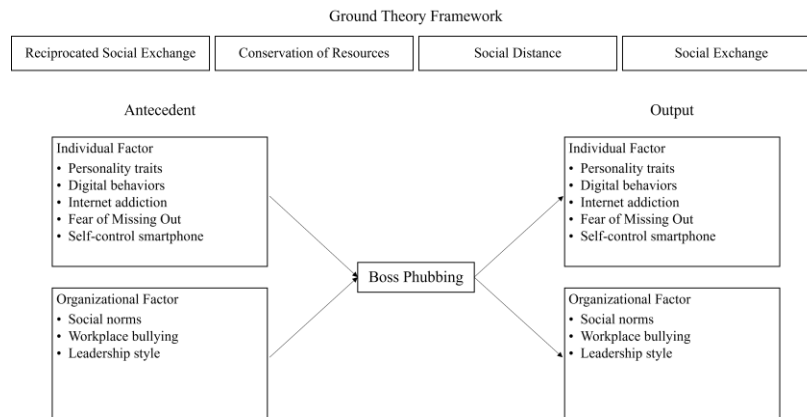 Ground Theory Framework
Reciprocated Social Exchange
Conservation of Resources
Social Distance
Social Exchange
Antecedent
Output
Individual Factor
• Personality traits
• Digital behaviors
• Internet addiction
• Fear of Missing Out
• Self-control smartphone
Individual Factor
• Personality traits
• Digital behaviors
• Internet addiction
• Fear of Missing Out
• Self-control smartphone
Boss Phubbing
Organizational Factor
• Social norms
• Workplace bullying
• Leadership style
Organizational Factor
• Social norms
• Workplace bullying
• Leadership style